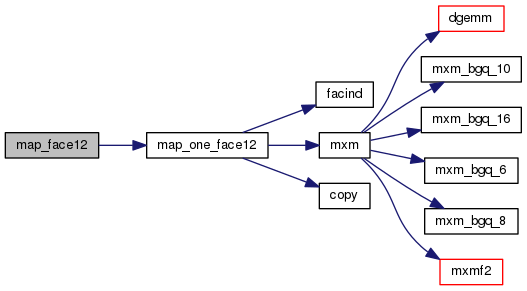 map_face12
map_one_face12
facind
mxm
copy
dgemm
mxm_bgq_10
mxm_bgq_16
mxm_bgq_6
mxm_bgq_8
mxmf2